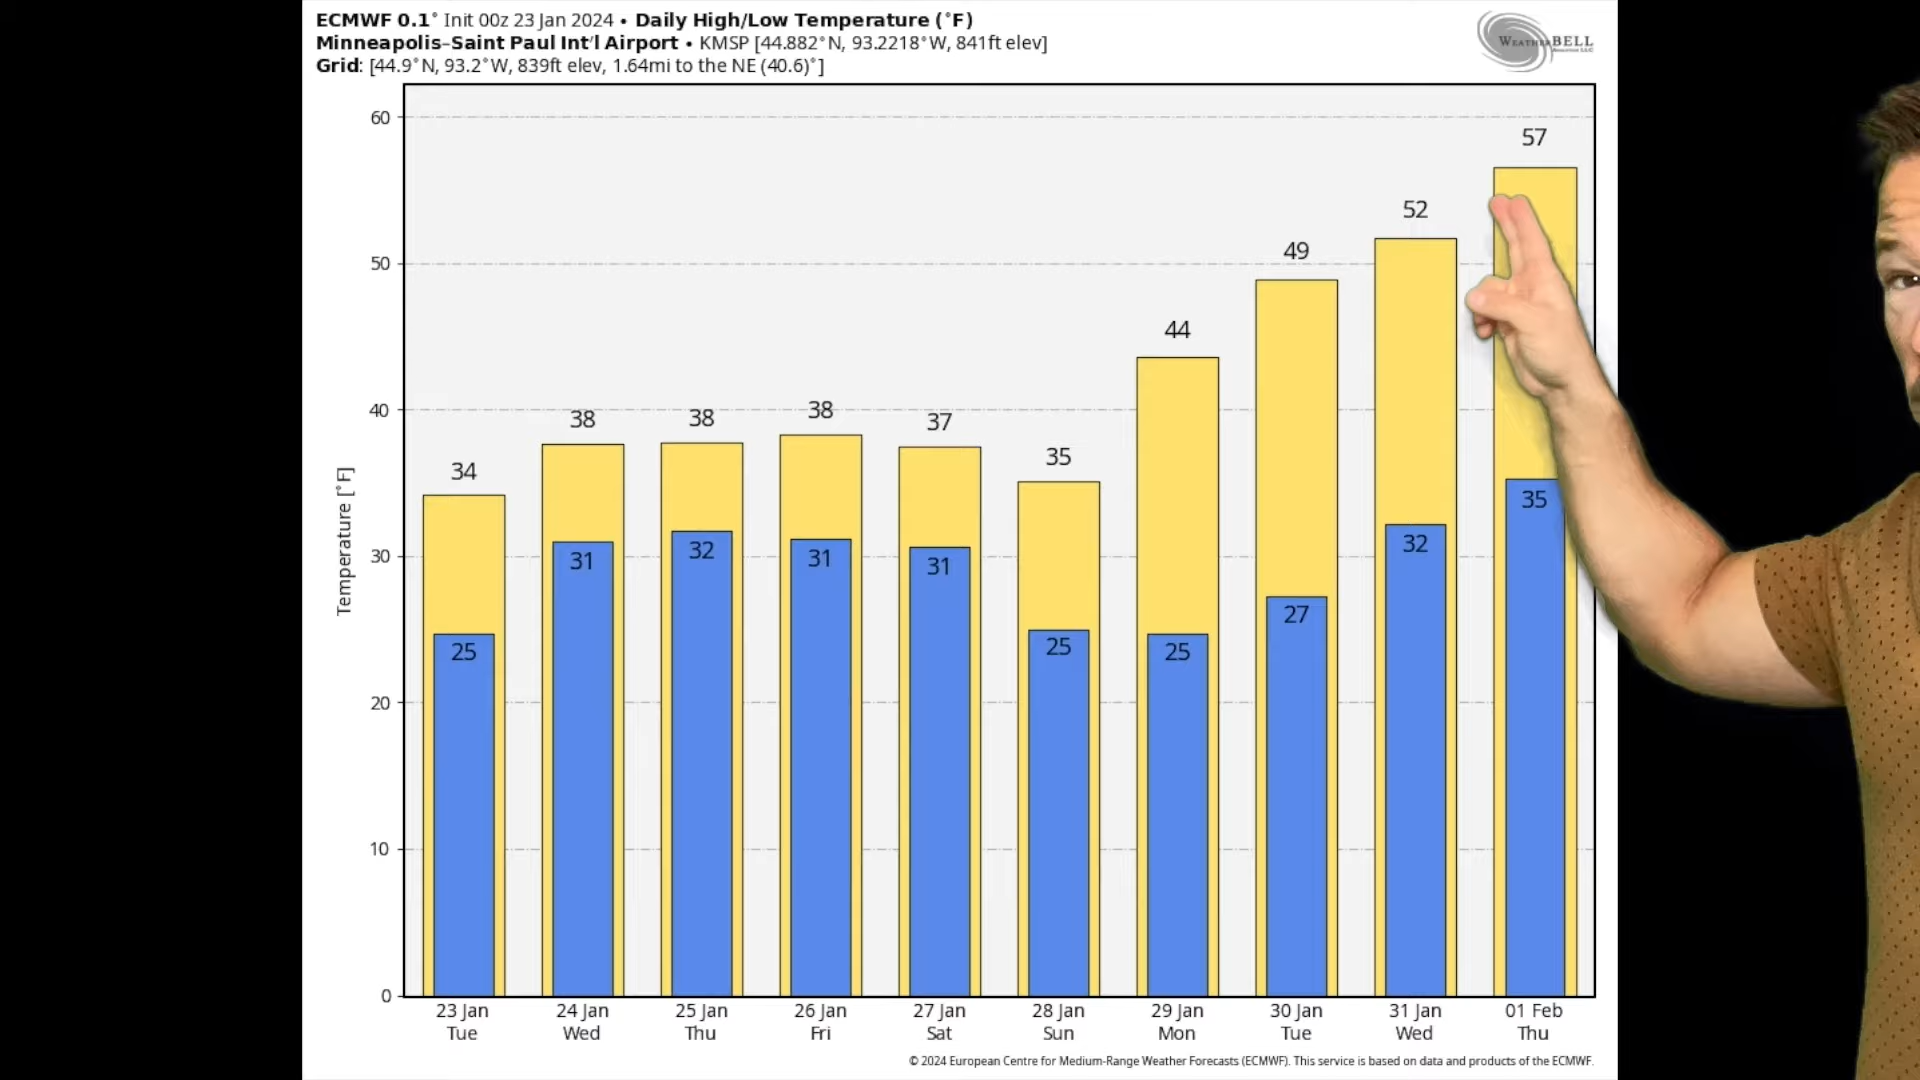 ECMWF 0.1° Init 00z 23 Jan 2024 • Daily High/Low Temperature (°F)
Minneapolis–Saint Paul Int'l Airport • KMSP [44.882°N, 93.2218°W, 841ft elev]
Grid: [44.9°N, 93.2°W, 839ft elev, 1.64mi to the NE (40.6)°]
WEATHERBELL
60
50
40
30
20
10
0
Temperature [°F]
34
38
38
38
37
35
44
49
52
57
25
31
32
31
31
25
25
27
32
35
23 Jan
Tue
24 Jan
Wed
25 Jan
Thu
26 Jan
Fri
27 Jan
Sat
28 Jan
Sun
29 Jan
Mon
30 Jan
Tue
31 Jan
Wed
01 Feb
Thu
© 2024 European Centre for Medium-Range Weather Forecasts (ECMWF). This service is based on data and products of the ECMWF.